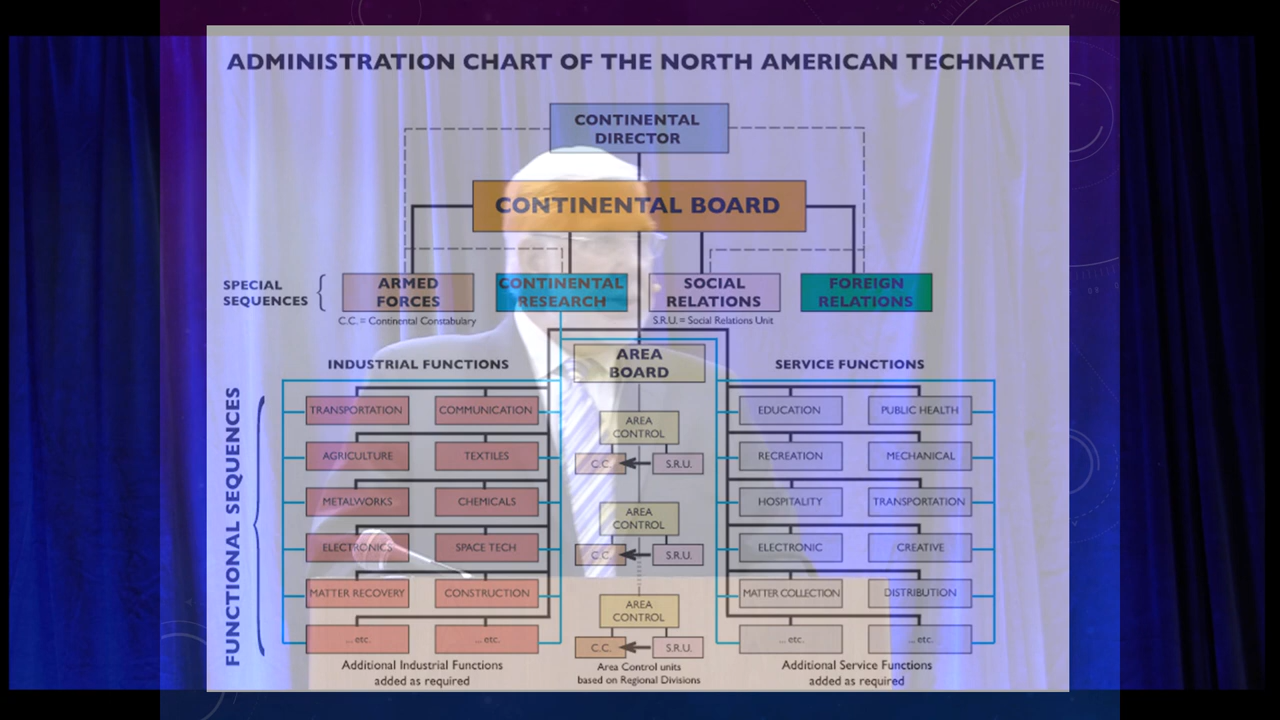 ADMINISTRATION CHART OF THE NORTH AMERICAN TECHNATE
CONTINENTAL
DIRECTOR
CONTINENTAL BOARD
SPECIAL
SEQUENCES
ARMED
FORCES
CONTINENTAL
RESEARCH
SOCIAL
RELATIONS
FOREIGN
RELATIONS
C.C. = Continental Constabulary
S.R.U. = Social Relations Unit
FUNCTIONAL SEQUENCES
INDUSTRIAL FUNCTIONS
TRANSPORTATION
COMMUNICATION
AGRICULTURE
TEXTILES
METALWORKS
CHEMICALS
ELECTRONICS
SPACE TECH
MATTER RECOVERY
CONSTRUCTION
... etc.
... etc.
Additional Industrial Functions
added as required
AREA
BOARD
AREA
CONTROL
C.C.
S.R.U.
AREA
CONTROL
C.C.
S.R.U.
AREA
CONTROL
C.C.
S.R.U.
Area Control units
based on Regional Divisions
SERVICE FUNCTIONS
EDUCATION
PUBLIC HEALTH
RECREATION
MECHANICAL
HOSPITALITY
TRANSPORTATION
ELECTRONIC
CREATIVE
MATTER COLLECTION
DISTRIBUTION
... etc.
... etc.
Additional Service Functions
added as required